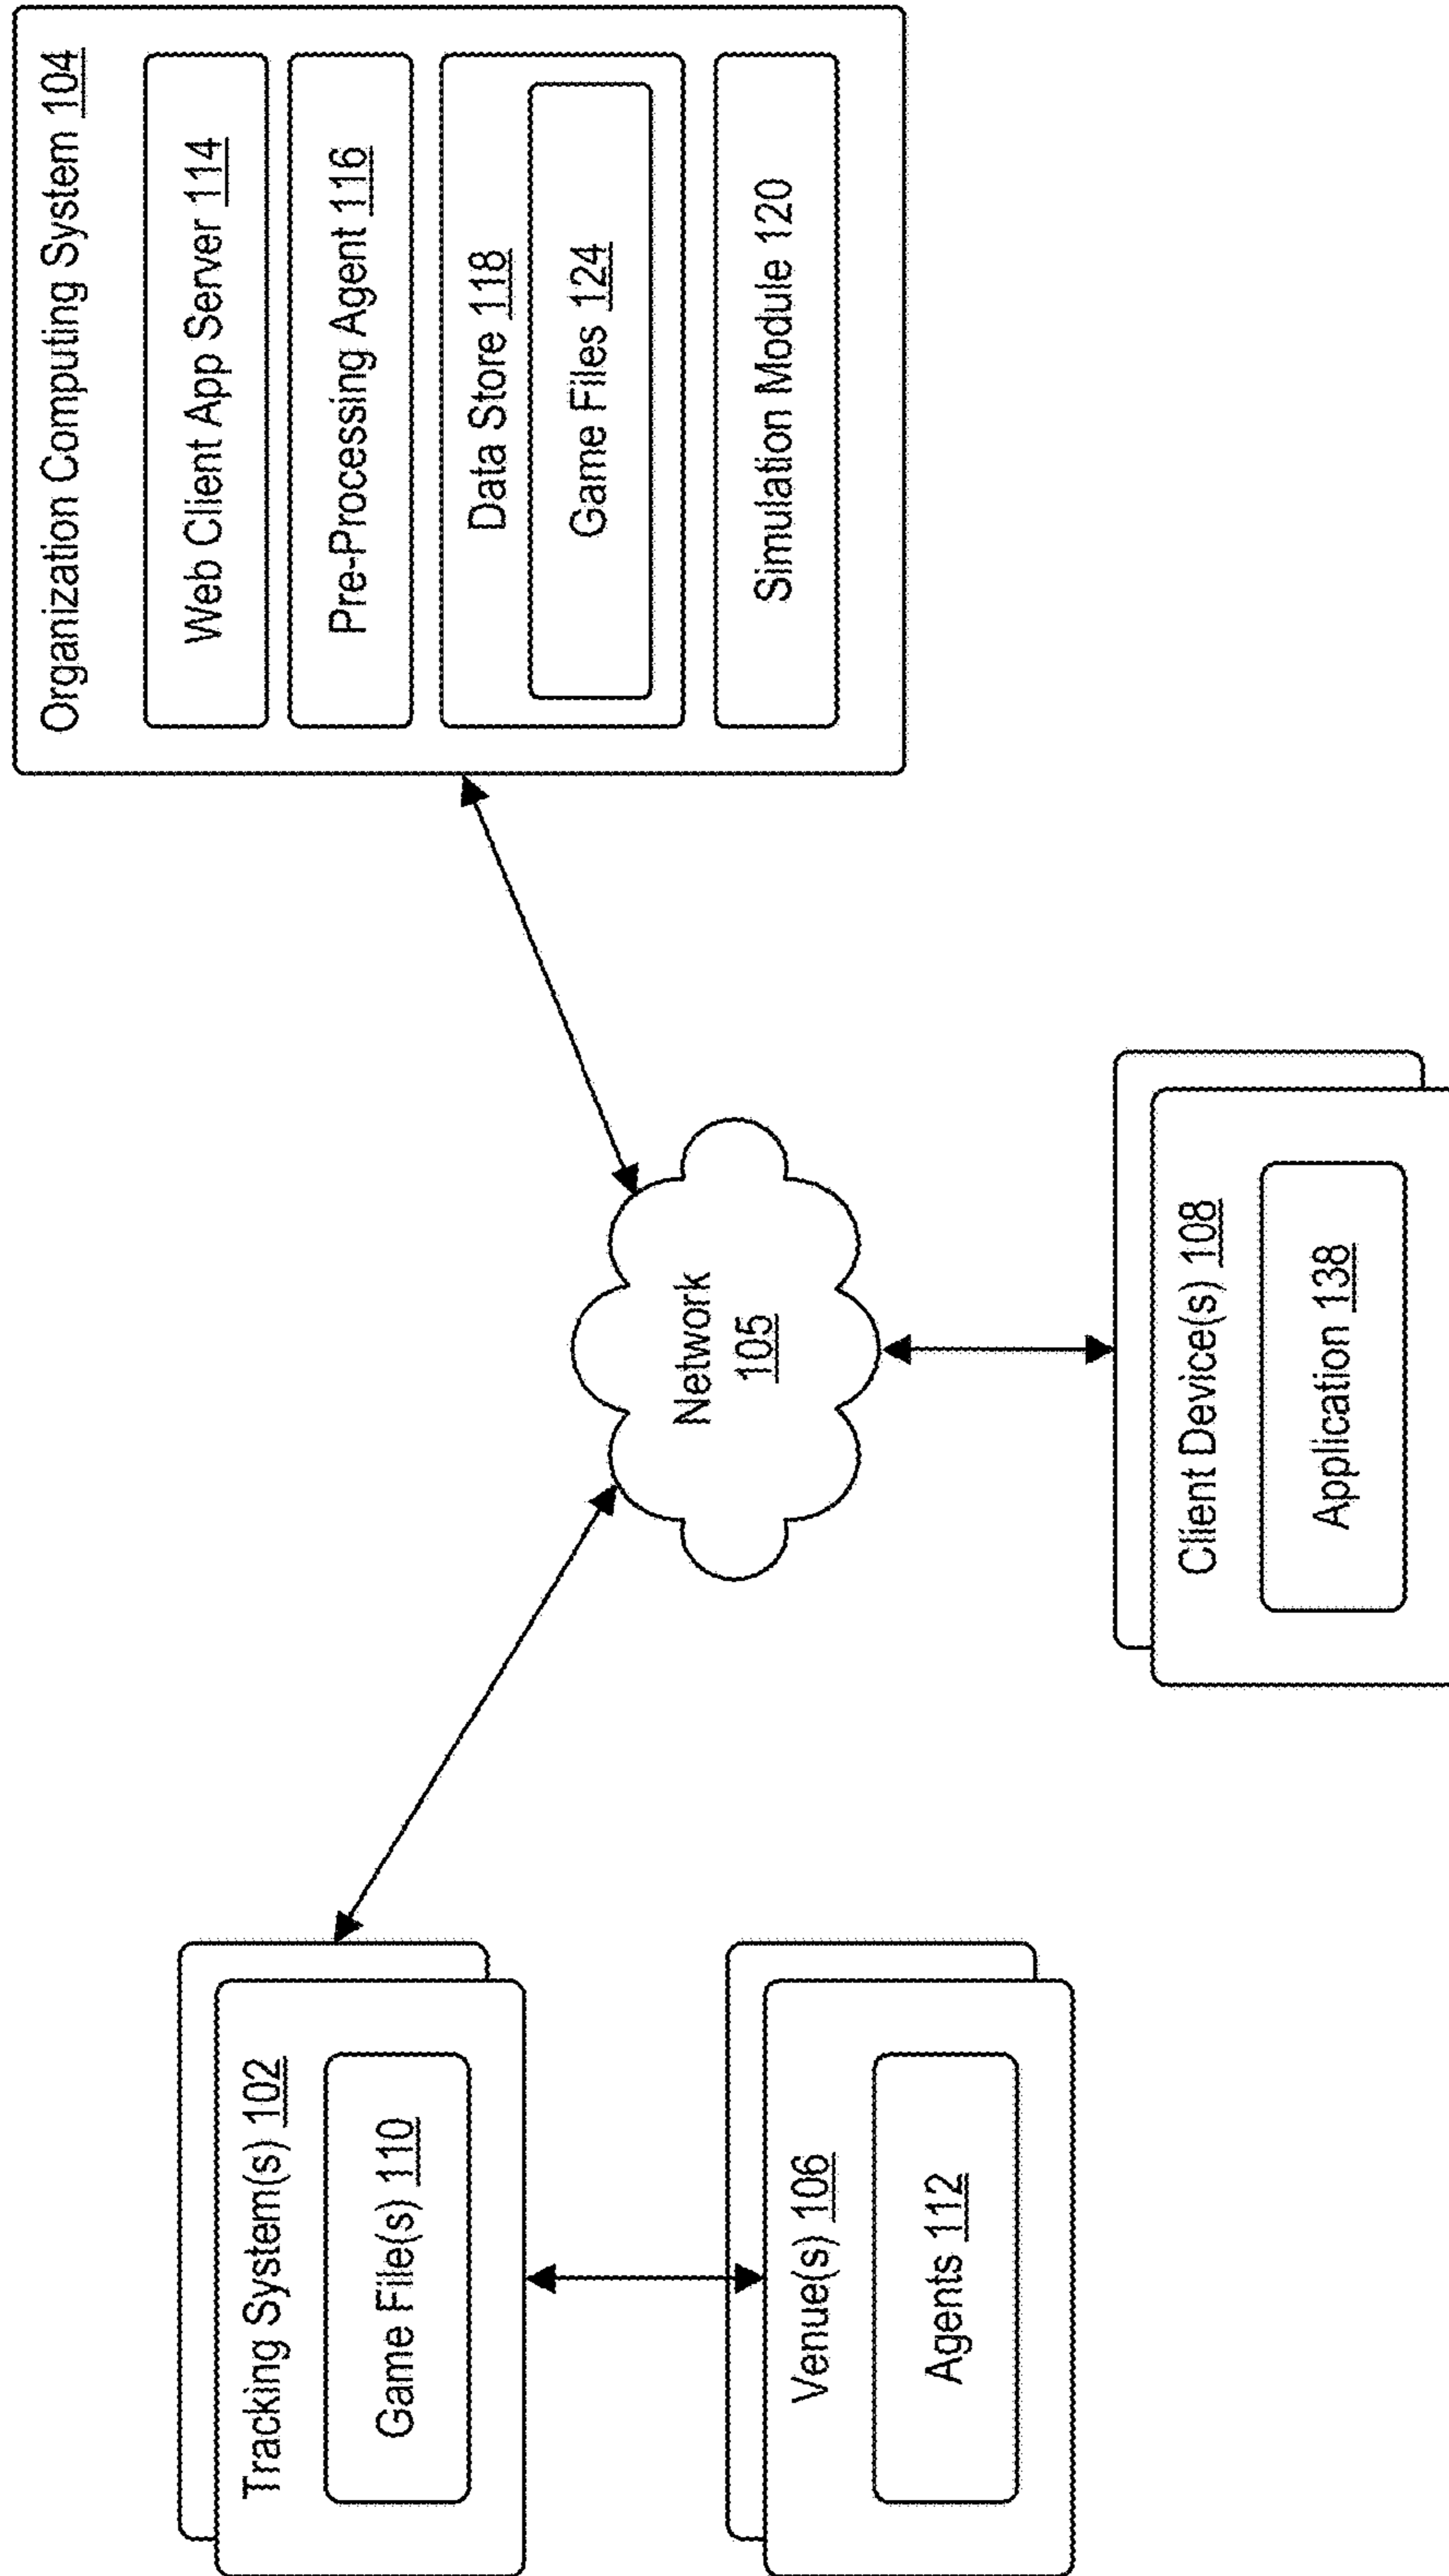 Tracking System(s) 102
Game File(s) 110
Venue(s) 106
Agents 112
Network
105
Client Device(s) 108
Application 138
Organization Computing System 104
Web Client App Server 114
Pre-Processing Agent 116
Data Store 118
Game Files 124
Simulation Module 120